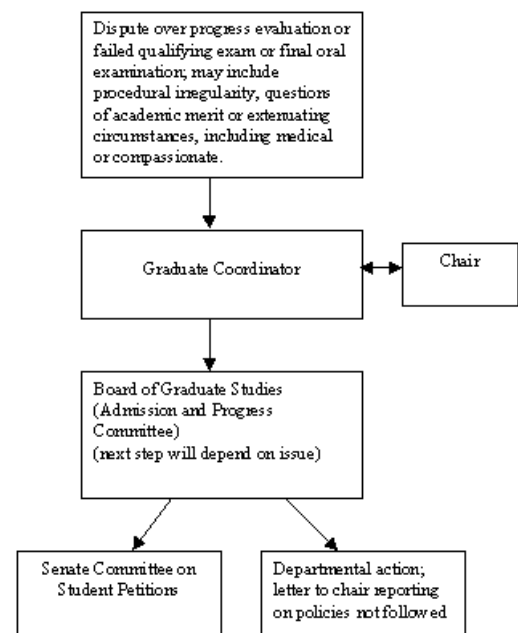 Dispute over progress evaluation or
failed qualifying exam or final oral
examination; may include
procedural irregularity, questions
of academic merit or extenuating
circumstances, including medical
or compassionate.
Graduate Coordinator
Chair
Board of Graduate Studies
(Admission and Progress
Committee)
(next step will depend on issue)
Senate Committee on
Student Petitions
Departmental action;
letter to chair reporting
on policies not followed